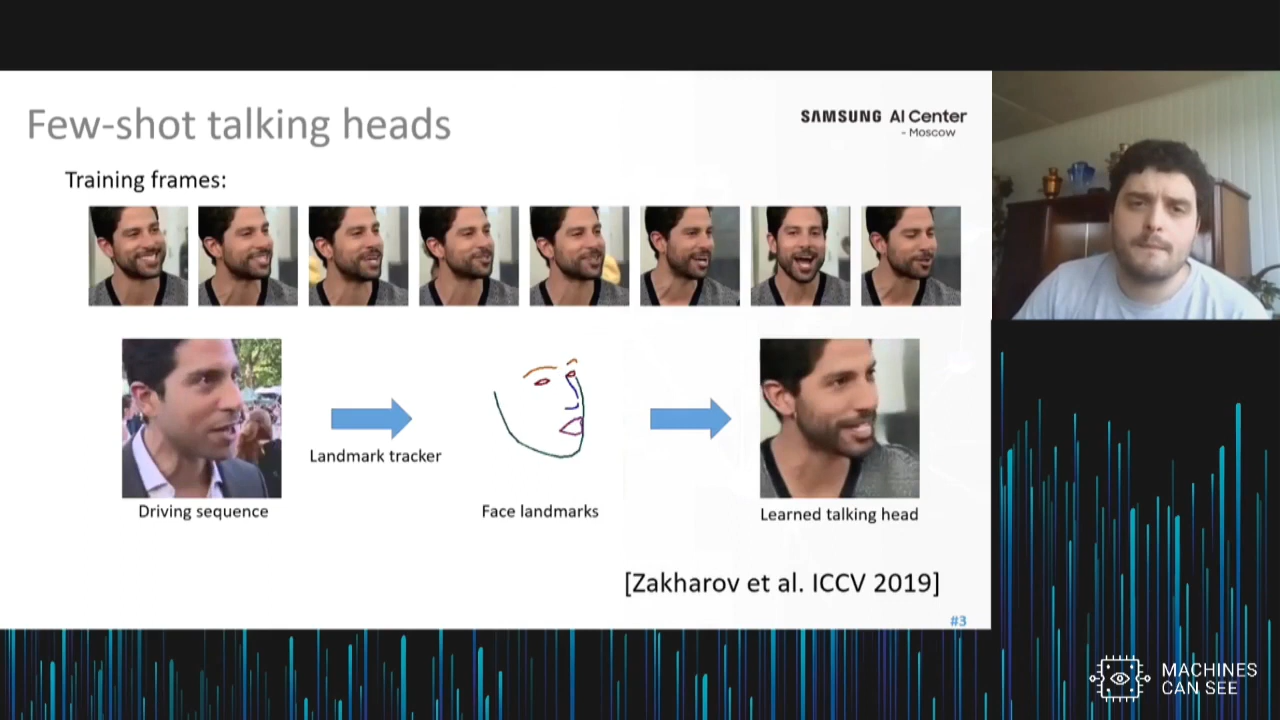 Few-shot talking heads
SAMSUNG AI Center
- Moscow
Training frames:
Landmark tracker
Driving sequence
Face landmarks
Learned talking head
[Zakharov et al. ICCV 2019]
#3
MACHINES
CAN SEE